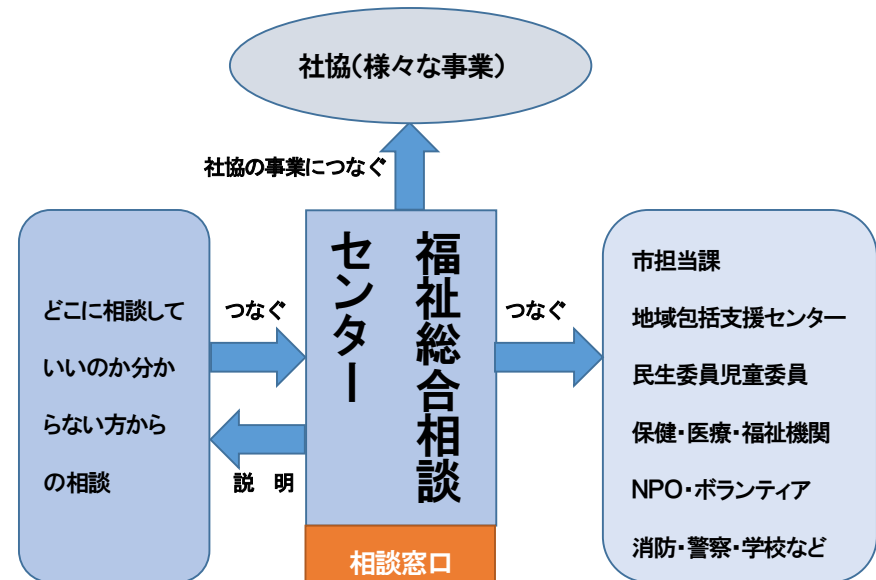 社協（様々な事業）
社協の事業につなぐ
どこに相談して
いいのか分か
らない方から
の相談
つなぐ
説　明
福祉総合相談
センター
相談窓口
つなぐ
市担当課
地域包括支援センター
民生委員児童委員
保健・医療・福祉機関
NPO・ボランティア
消防・警察・学校など